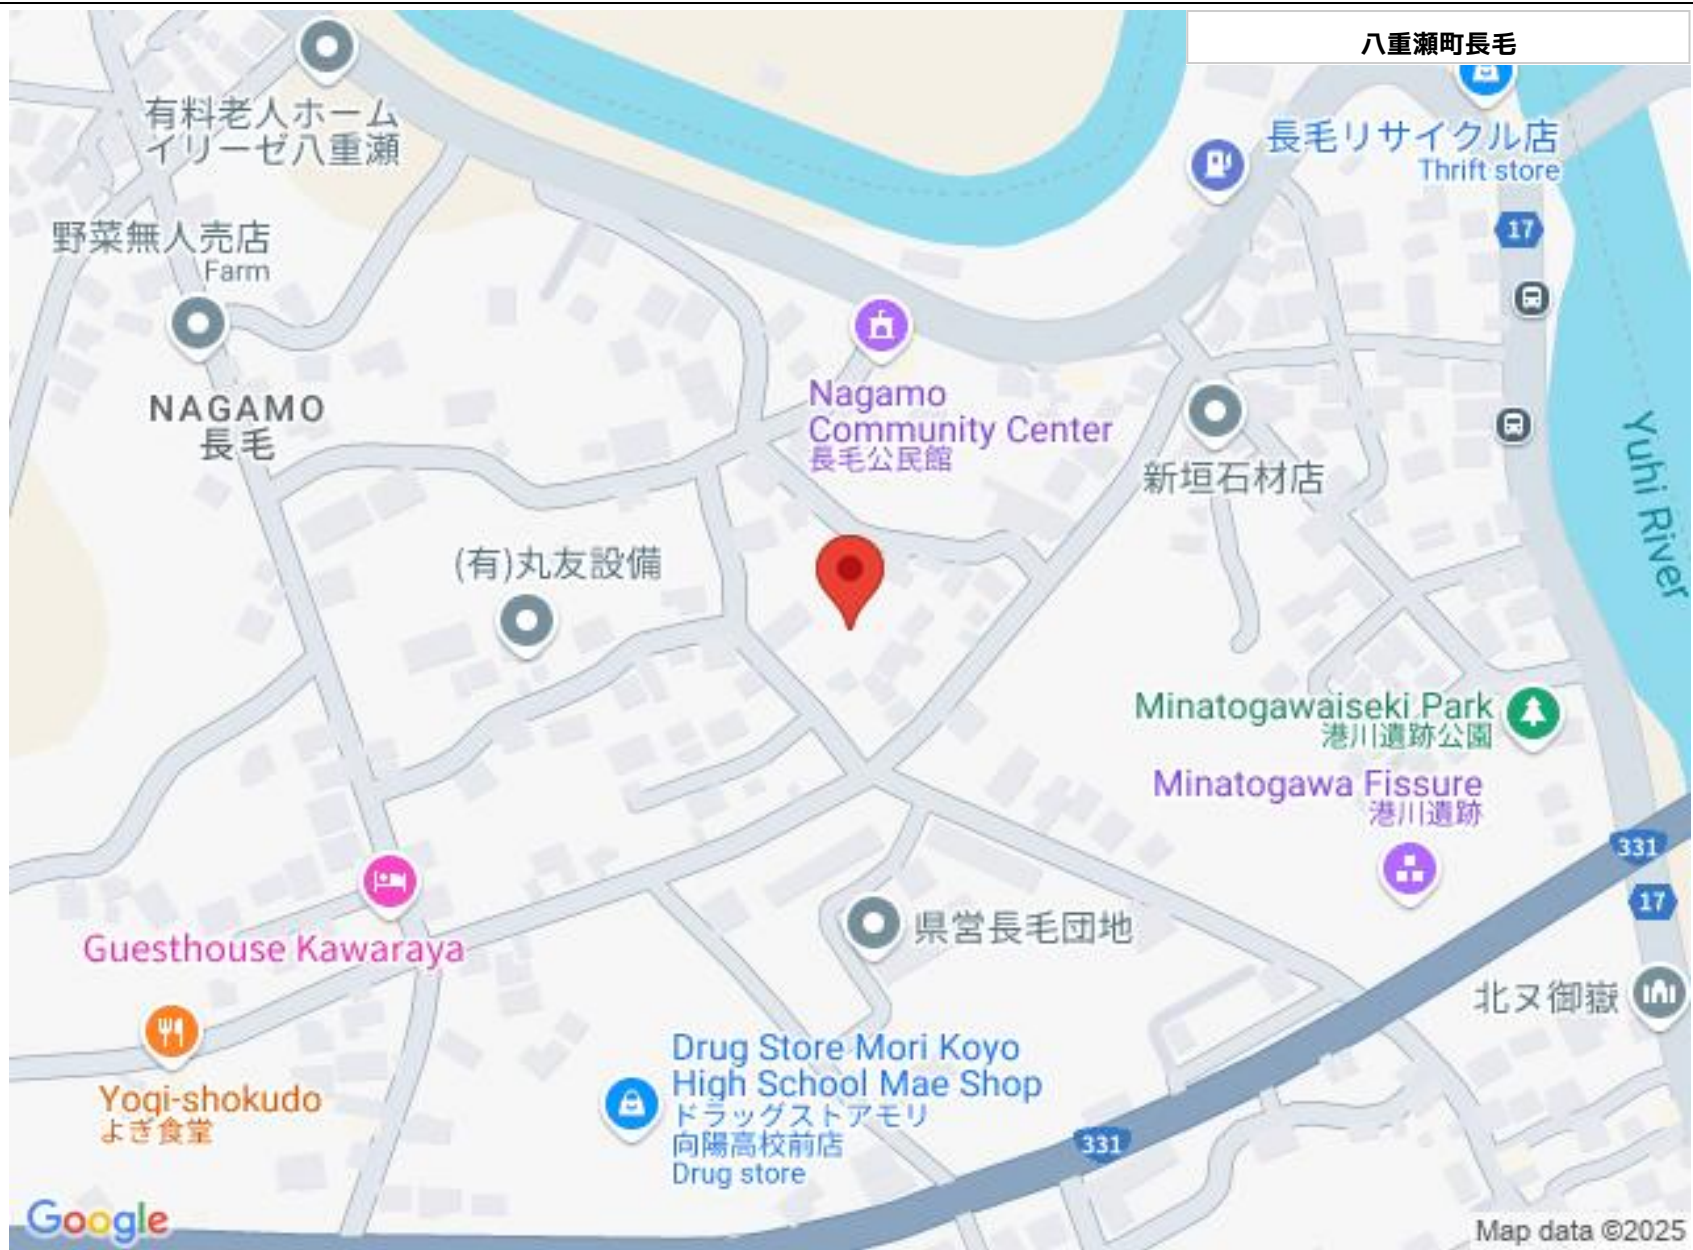 八重瀬町長毛
有料老人ホーム
イリーゼ八重瀬
長毛リサイクル店
Thrift store
野菜無人売店
Farm
17
NAGAMO
長毛
Nagamo
Community Center
長毛公民館
新垣石材店
Yuhi River
(有)丸友設備
Minatogawaiseki Park
港川遺跡公園
Minatogawa Fissure
港川遺跡
331
17
Guesthouse Kawaraya
県営長毛団地
北ヌ御嶽
Yogi-shokudo
よぎ食堂
Drug Store Mori Koyo
High School Mae Shop
ドラッグストアモリ
向陽高校前店
Drug store
331
Google
Map data ©2025